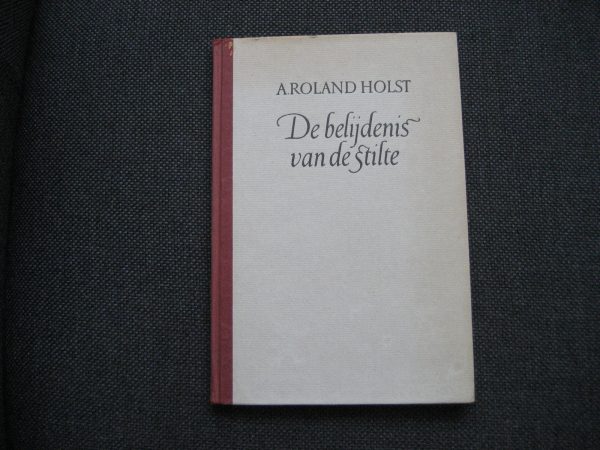 A ROLAND HOLST
De belijdenis
van de stilte